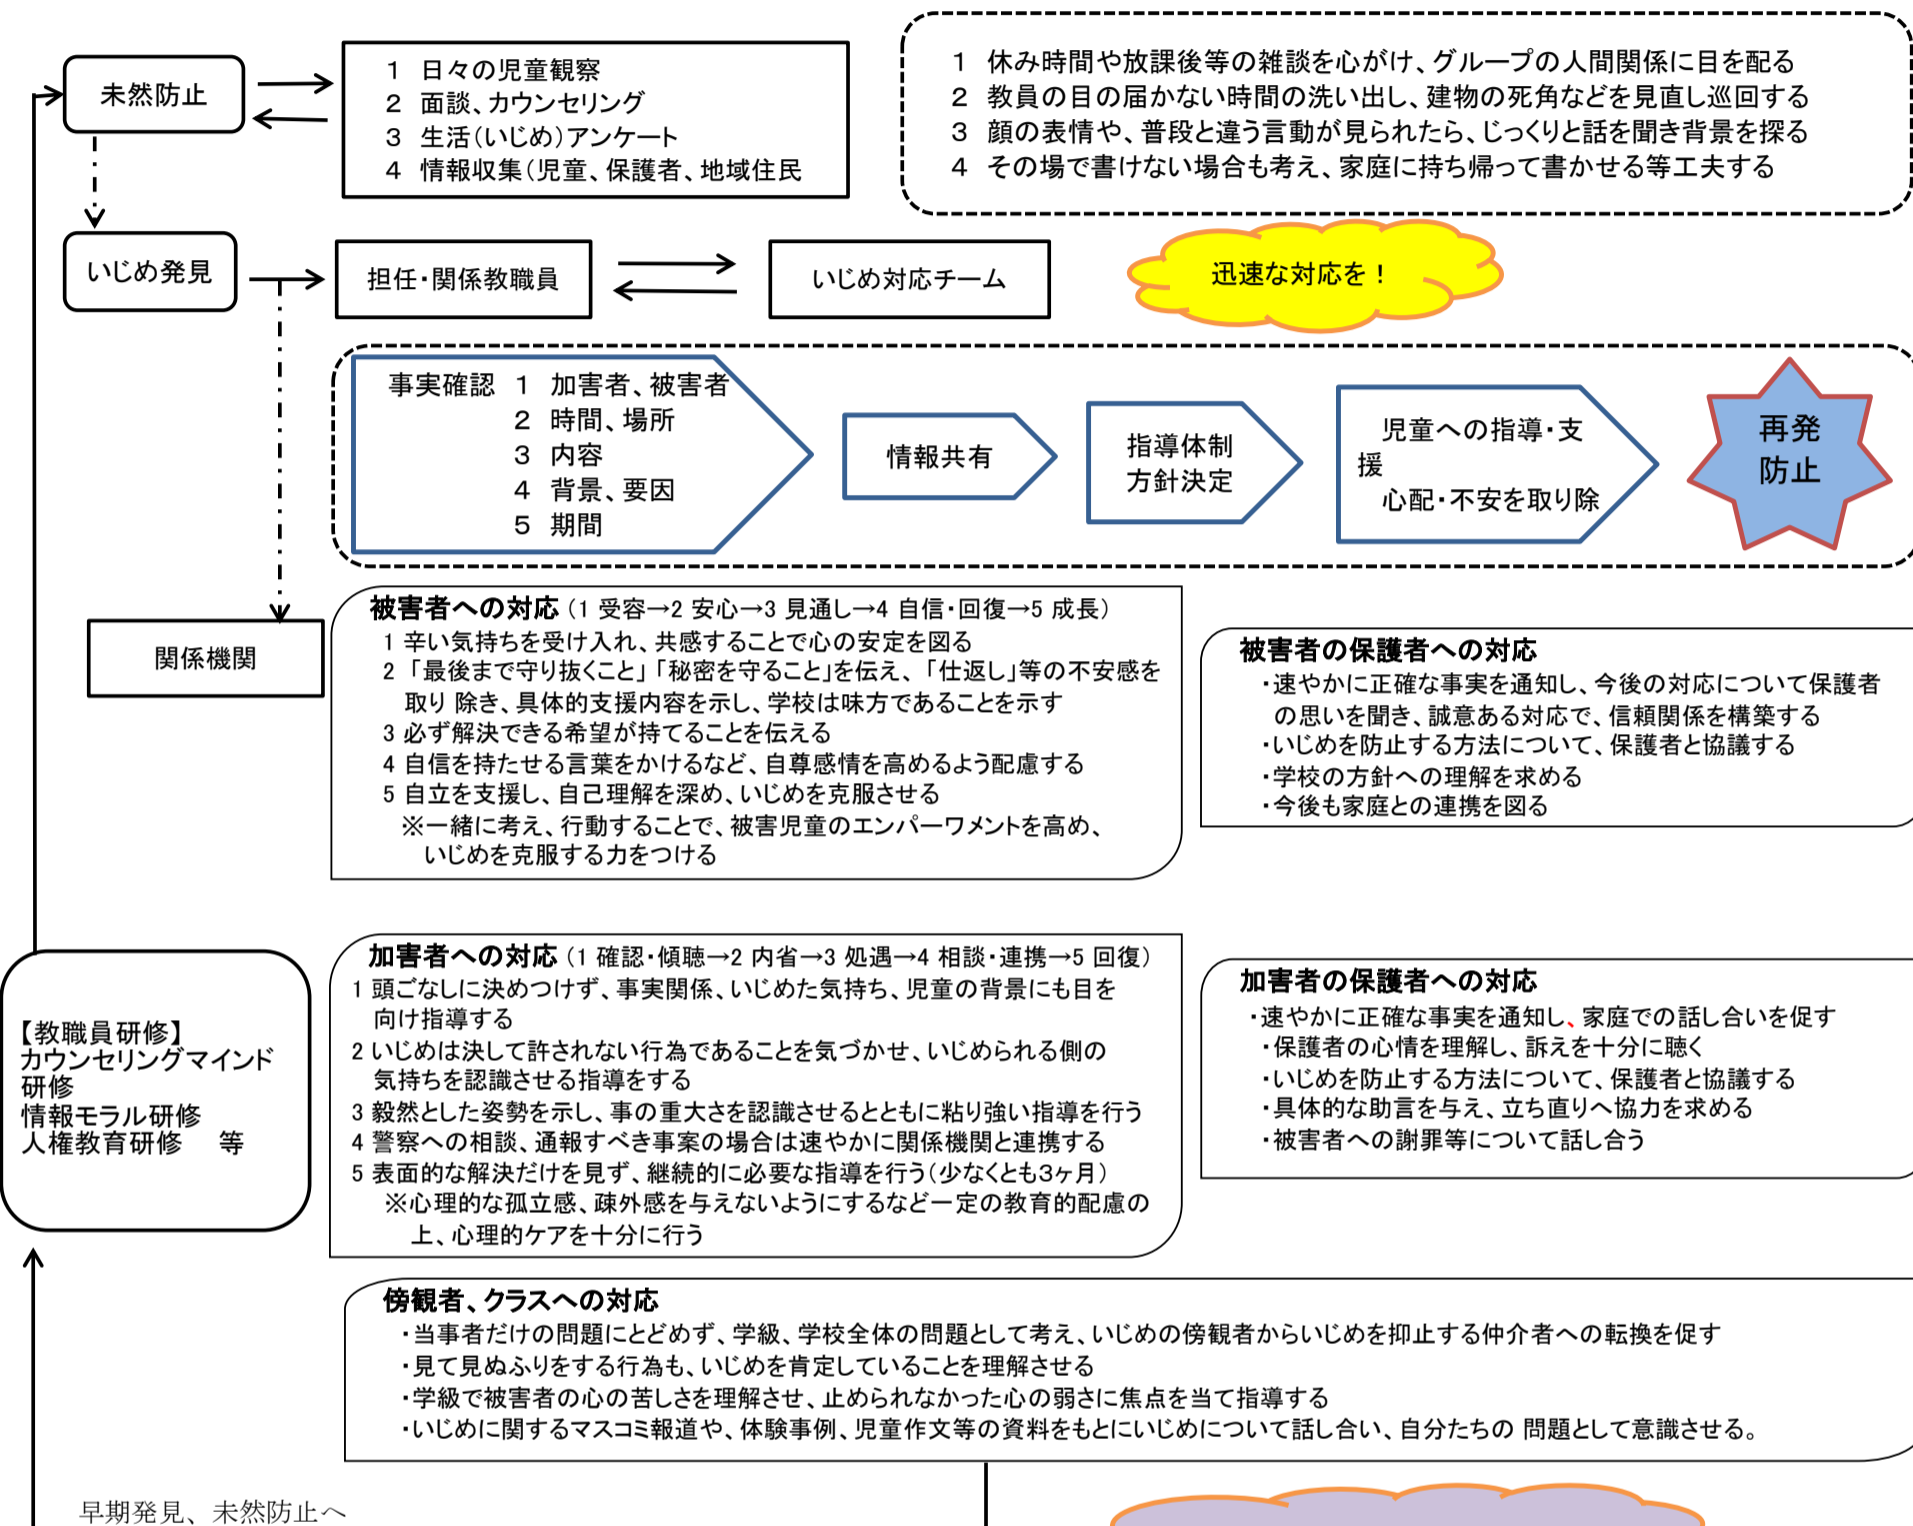 未然防止
1 日々の児童観察
2 面談、カウンセリング
3 生活(いじめ)アンケート
4 情報収集(児童、保護者、地域住民
1 休み時間や放課後等の雑談を心がけ、グループの人間関係に目を配る
2 教員の目の届かない時間の洗い出し、建物の死角などを見直し巡回する
3 顔の表情や、普段と違う言動が見られたら、じっくりと話を聞き背景を探る
4 その場で書けない場合も考え、家庭に持ち帰って書かせる等工夫する
いじめ発見
担任・関係教職員
いじめ対応チーム
迅速な対応を！
事実確認 1 加害者、被害者
2 時間、場所
3 内容
4 背景、要因
5 期間
情報共有
指導体制
方針決定
児童への指導・支
援
心配・不安を取り除
再発
防止
関係機関
被害者への対応 (1 受容→2 安心→3 見通し→4 自信・回復→5 成長)
1 辛い気持ちを受け入れ、共感することで心の安定を図る
2 「最後まで守り抜くこと」「秘密を守ること」を伝え、「仕返し」等の不安感を
取り 除き、具体的支援内容を示し、学校は味方であることを示す
3 必ず解決できる希望が持てることを伝える
4 自信を持たせる言葉をかけるなど、自尊感情を高めるよう配慮する
5 自立を支援し、自己理解を深め、いじめを克服させる
※一緒に考え、行動することで、被害児童のエンパーワメントを高め、
いじめを克服する力をつける
被害者の保護者への対応
・速やかに正確な事実を通知し、今後の対応について保護者
の思いを聞き、誠意ある対応で、信頼関係を構築する
・いじめを防止する方法について、保護者と協議する
・学校の方針への理解を求める
・今後も家庭との連携を図る
【教職員研修】
カウンセリングマインド
研修
情報モラル研修
人権教育研修 等
加害者への対応 (1 確認・傾聴→2 内省→3 処遇→4 相談・連携→5 回復)
1 頭ごなしに決めつけず、事実関係、いじめた気持ち、児童の背景にも目を
向け指導する
2 いじめは決して許されない行為であることを気づかせ、いじめられる側の
気持ちを認識させる指導をする
3 毅然とした姿勢を示し、事の重大さを認識させるとともに粘り強い指導を行う
4 警察への相談、通報すべき事案の場合は速やかに関係機関と連携する
5 表面的な解決だけを見ず、継続的に必要な指導を行う(少なくとも3ヶ月)
※心理的な孤立感、疎外感を与えないようにするなど一定の教育的配慮の
上、心理的ケアを十分に行う
加害者の保護者への対応
・速やかに正確な事実を通知し、家庭での話し合いを促す
・保護者の心情を理解し、訴えを十分に聴く
・いじめを防止する方法について、保護者と協議する
・具体的な助言を与え、立ち直りへ協力を求める
・被害者への謝罪等について話し合う
傍観者、クラスへの対応
・当事者だけの問題にとどめず、学級、学校全体の問題として考え、いじめの傍観者からいじめを抑止する仲介者への転換を促す
・見て見ぬふりをする行為も、いじめを肯定していることを理解させる
・学級で被害者の心の苦しさを理解させ、止められなかった心の弱さに焦点を当て指導する
・いじめに関するマスコミ報道や、体験事例、児童作文等の資料をもとにいじめについて話し合い、自分たちの 問題として意識させる。
早期発見、未然防止へ